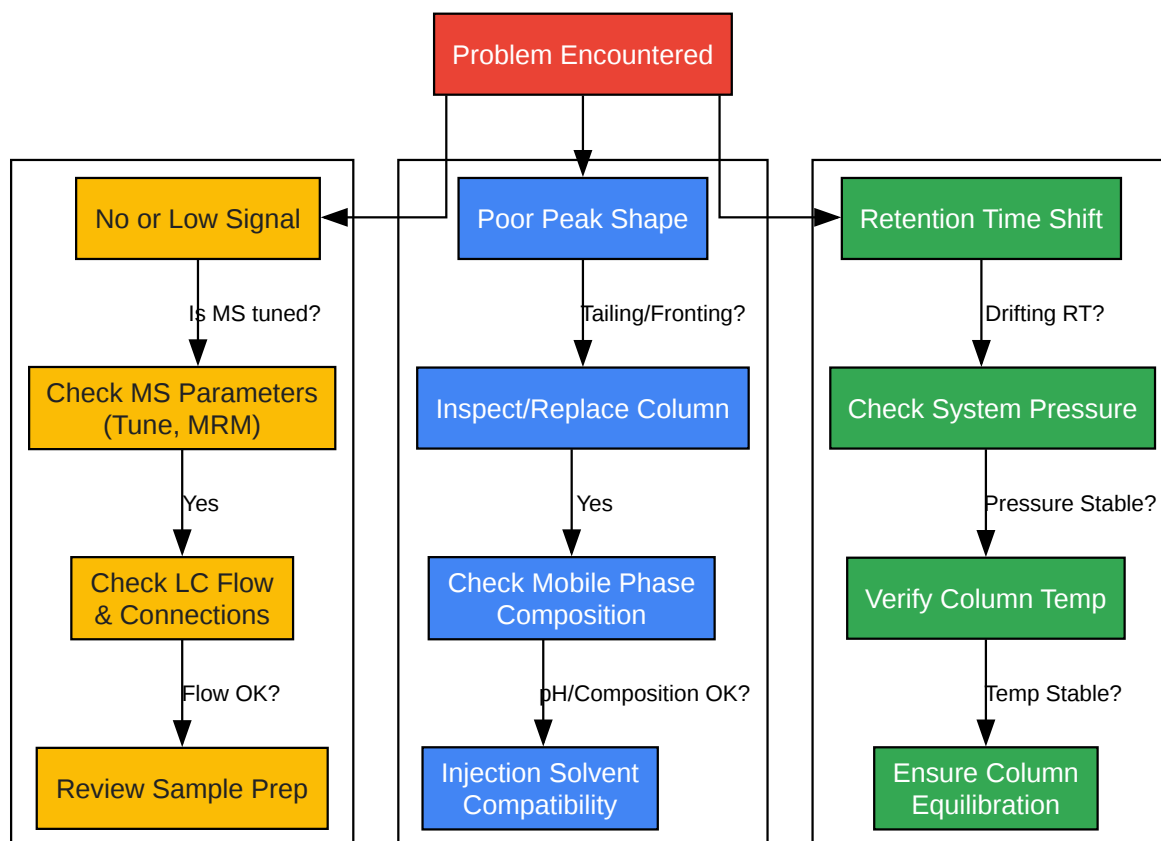 Problem Encountered
No or Low Signal
Is MS tuned?
Check MS Parameters
(Tune, MRM)
Yes
Check LC Flow
& Connections
Flow OK?
Review Sample Prep
Poor Peak Shape
Tailing/Fronting?
Inspect/Replace Column
Yes
Check Mobile Phase
Composition
pH/Composition OK?
Injection Solvent
Compatibility
Retention Time Shift
Drifting RT?
Check System Pressure
Pressure Stable?
Verify Column Temp
Temp Stable?
Ensure Column
Equilibration